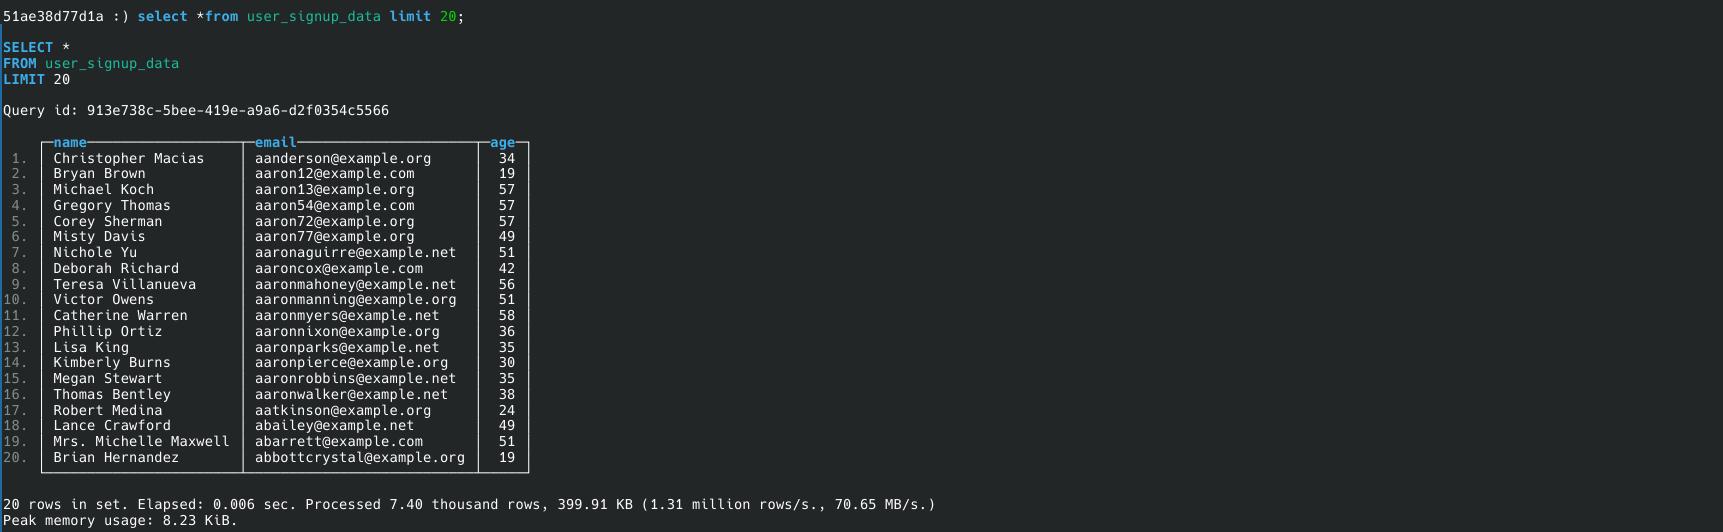 51ae38d77d1a :) select *from user_signup_data limit 20;
SELECT *
FROM user_signup_data
LIMIT 20
Query id: 913e738c-5bee-419e-a9a6-d2f0354c5566
name email age
1. Christopher Macias aanderson@example.org 34
2. Bryan Brown aaron12@example.com 19
3. Michael Koch aaron13@example.org 57
4. Gregory Thomas aaron54@example.com 57
5. Corey Sherman aaron72@example.org 57
6. Misty Davis aaron77@example.org 49
7. Nichole Yu aaronaguirre@example.net 51
8. Deborah Richard aaroncox@example.com 42
9. Teresa Villanueva aaronmahoney@example.net 56
10. Victor Owens aaronmanning@example.org 51
11. Catherine Warren aaronmyers@example.net 58
12. Phillip Ortiz aaronnixon@example.org 36
13. Lisa King aaronparks@example.net 35
14. Kimberly Burns aaronpierce@example.org 30
15. Megan Stewart aaronrobbins@example.net 35
16. Thomas Bentley aaronwalker@example.net 38
17. Robert Medina aatkinson@example.org 24
18. Lance Crawford abailey@example.net 49
19. Mrs. Michelle Maxwell abarrett@example.com 51
20. Brian Hernandez abbottcrystal@example.org 19
20 rows in set. Elapsed: 0.006 sec. Processed 7.40 thousand rows, 399.91 KB (1.31 million rows/s., 70.65 MB/s.)
Peak memory usage: 8.23 KiB.